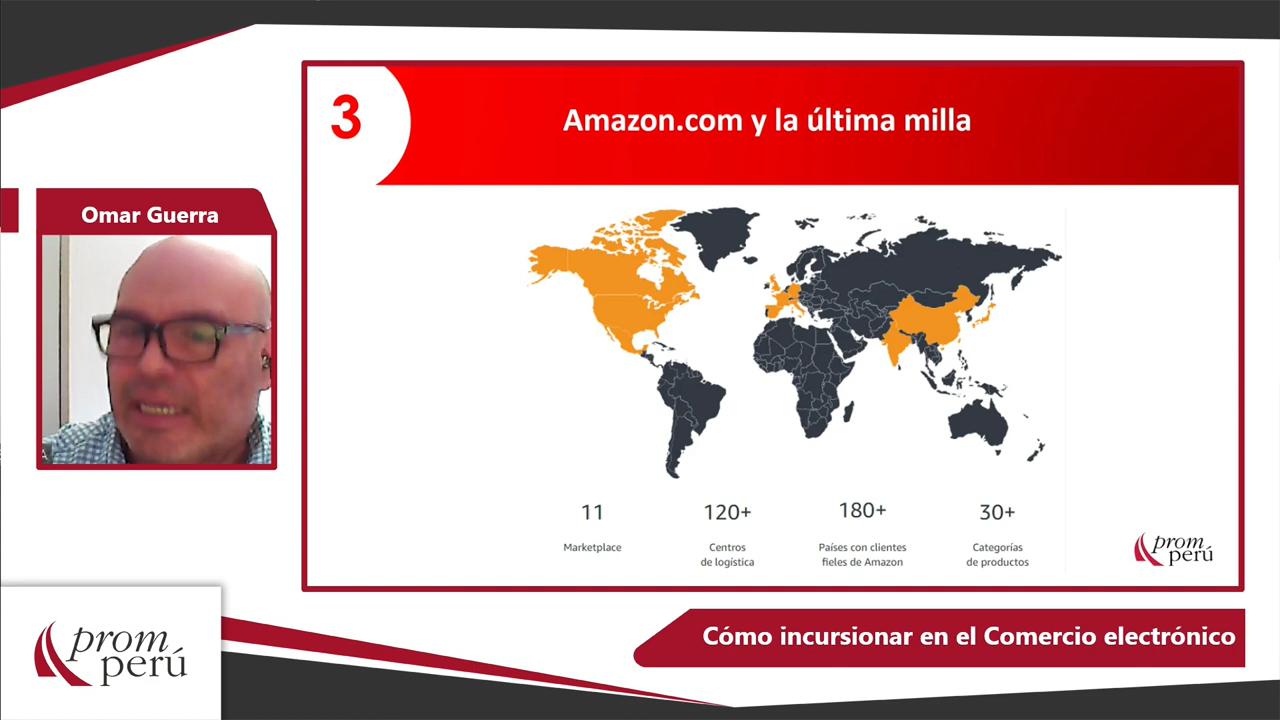 3
Amazon.com y la última milla
Omar Guerra
11
Marketplace
120+
Centros
de logística
180+
Países con clientes
fieles de Amazon
30+
Categorías
de productos
prom
perú
Cómo incursionar en el Comercio electrónico
prom
perú